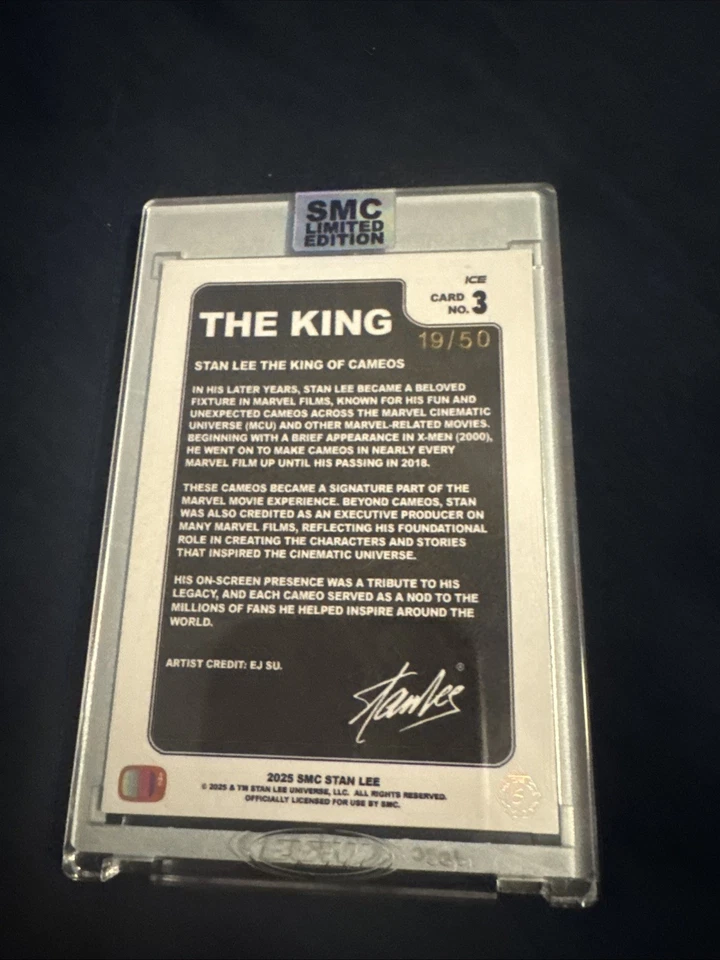 SMC
LIMITED
EDITION
ICE
CARD
NO. 3
19/50
THE KING
STAN LEE THE KING OF CAMEOS
IN HIS LATER YEARS, STAN LEE BECAME A BELOVED
FIXTURE IN MARVEL FILMS, KNOWN FOR HIS FUN AND
UNEXPECTED CAMEOS ACROSS THE MARVEL CINEMATIC
UNIVERSE (MCU) AND OTHER MARVEL-RELATED MOVIES.
BEGINNING WITH A BRIEF APPEARANCE IN X-MEN (2000),
HE WENT ON TO MAKE CAMEOS IN NEARLY EVERY
MARVEL FILM UP UNTIL HIS PASSING IN 2018.
THESE CAMEOS BECAME A SIGNATURE PART OF THE
MARVEL MOVIE EXPERIENCE. BEYOND CAMEOS, STAN
WAS ALSO CREDITED AS AN EXECUTIVE PRODUCER ON
MANY MARVEL FILMS, REFLECTING HIS FOUNDATIONAL
ROLE IN CREATING THE CHARACTERS AND STORIES
THAT INSPIRED THE CINEMATIC UNIVERSE.
HIS ON-SCREEN PRESENCE WAS A TRIBUTE TO HIS
LEGACY, AND EACH CAMEO SERVED AS A NOD TO THE
MILLIONS OF FANS HE HELPED INSPIRE AROUND THE
WORLD.
ARTIST CREDIT: EJ SU.
Stan Lee ®
2025 SMC STAN LEE
© 2025 & TM STAN LEE UNIVERSE, LLC. ALL RIGHTS RESERVED.
OFFICIALLY LICENSED FOR USE BY SMC.